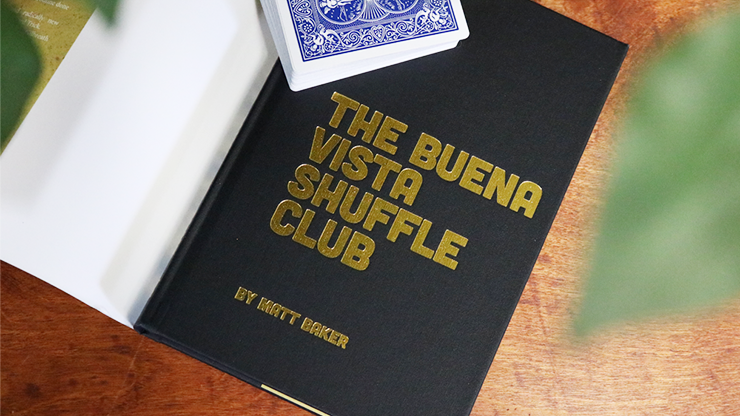 THE BUENA
VISTA
SHUFFLE
CLUB
BY MATT BAKER